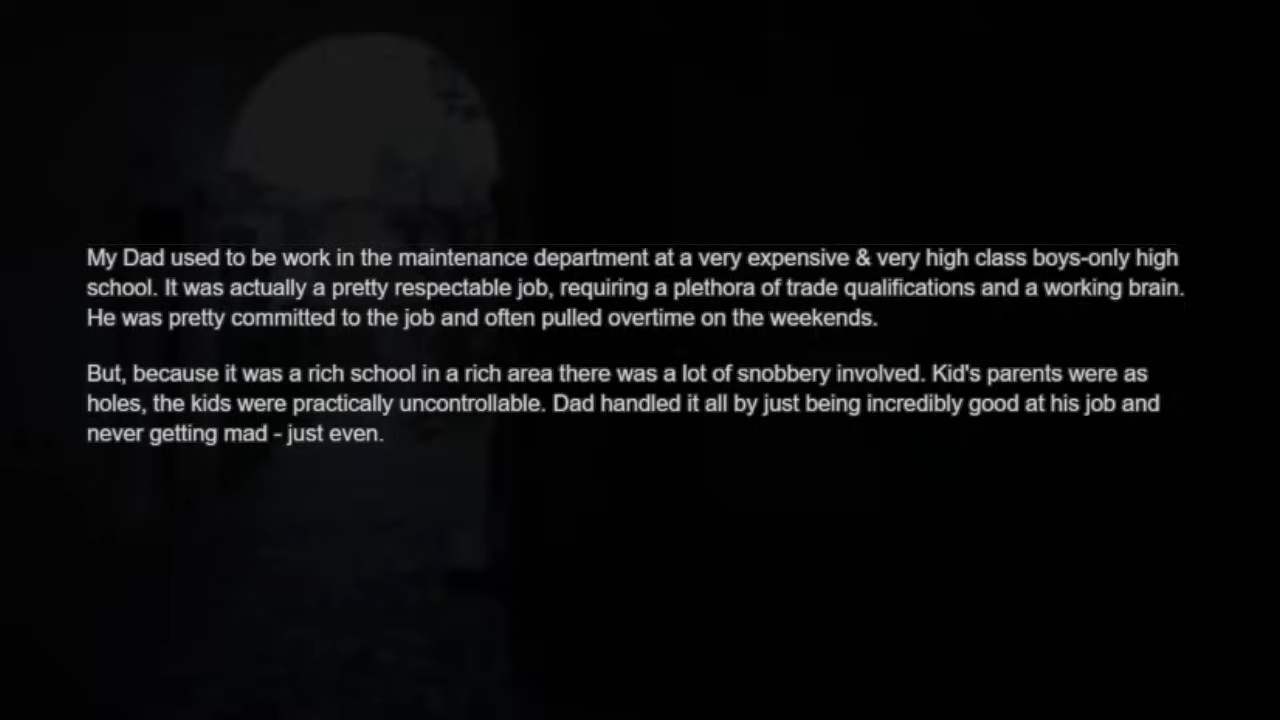 My Dad used to be work in the maintenance department at a very expensive & very high class boys-only high
school. It was actually a pretty respectable job, requiring a plethora of trade qualifications and a working brain.
He was pretty committed to the job and often pulled overtime on the weekends.
But, because it was a rich school in a rich area there was a lot of snobbery involved. Kid's parents were as
holes, the kids were practically uncontrollable. Dad handled it all by just being incredibly good at his job and
never getting mad - just even.